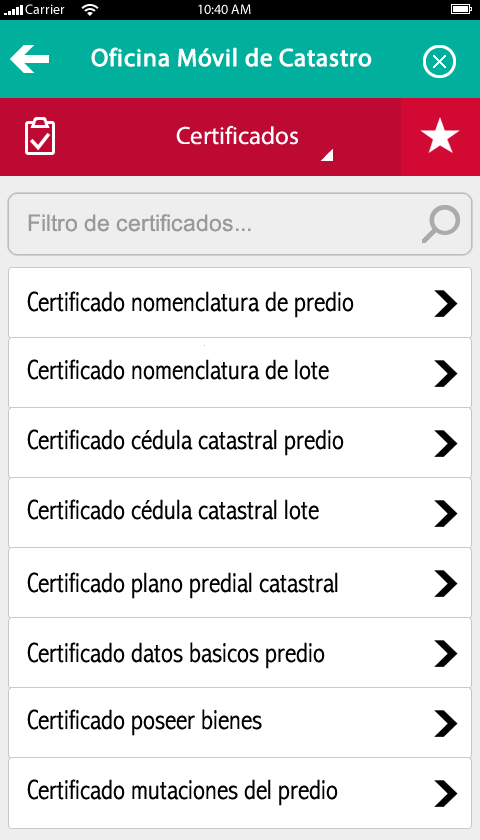 Carrier 10:40 AM
Oficina Móvil de Catastro
Certificados
Filtro de certificados...
Certificado nomenclatura de predio
Certificado nomenclatura de lote
Certificado cédula catastral predio
Certificado cédula catastral lote
Certificado plano predial catastral
Certificado datos basicos predio
Certificado poseer bienes
Certificado mutaciones del predio